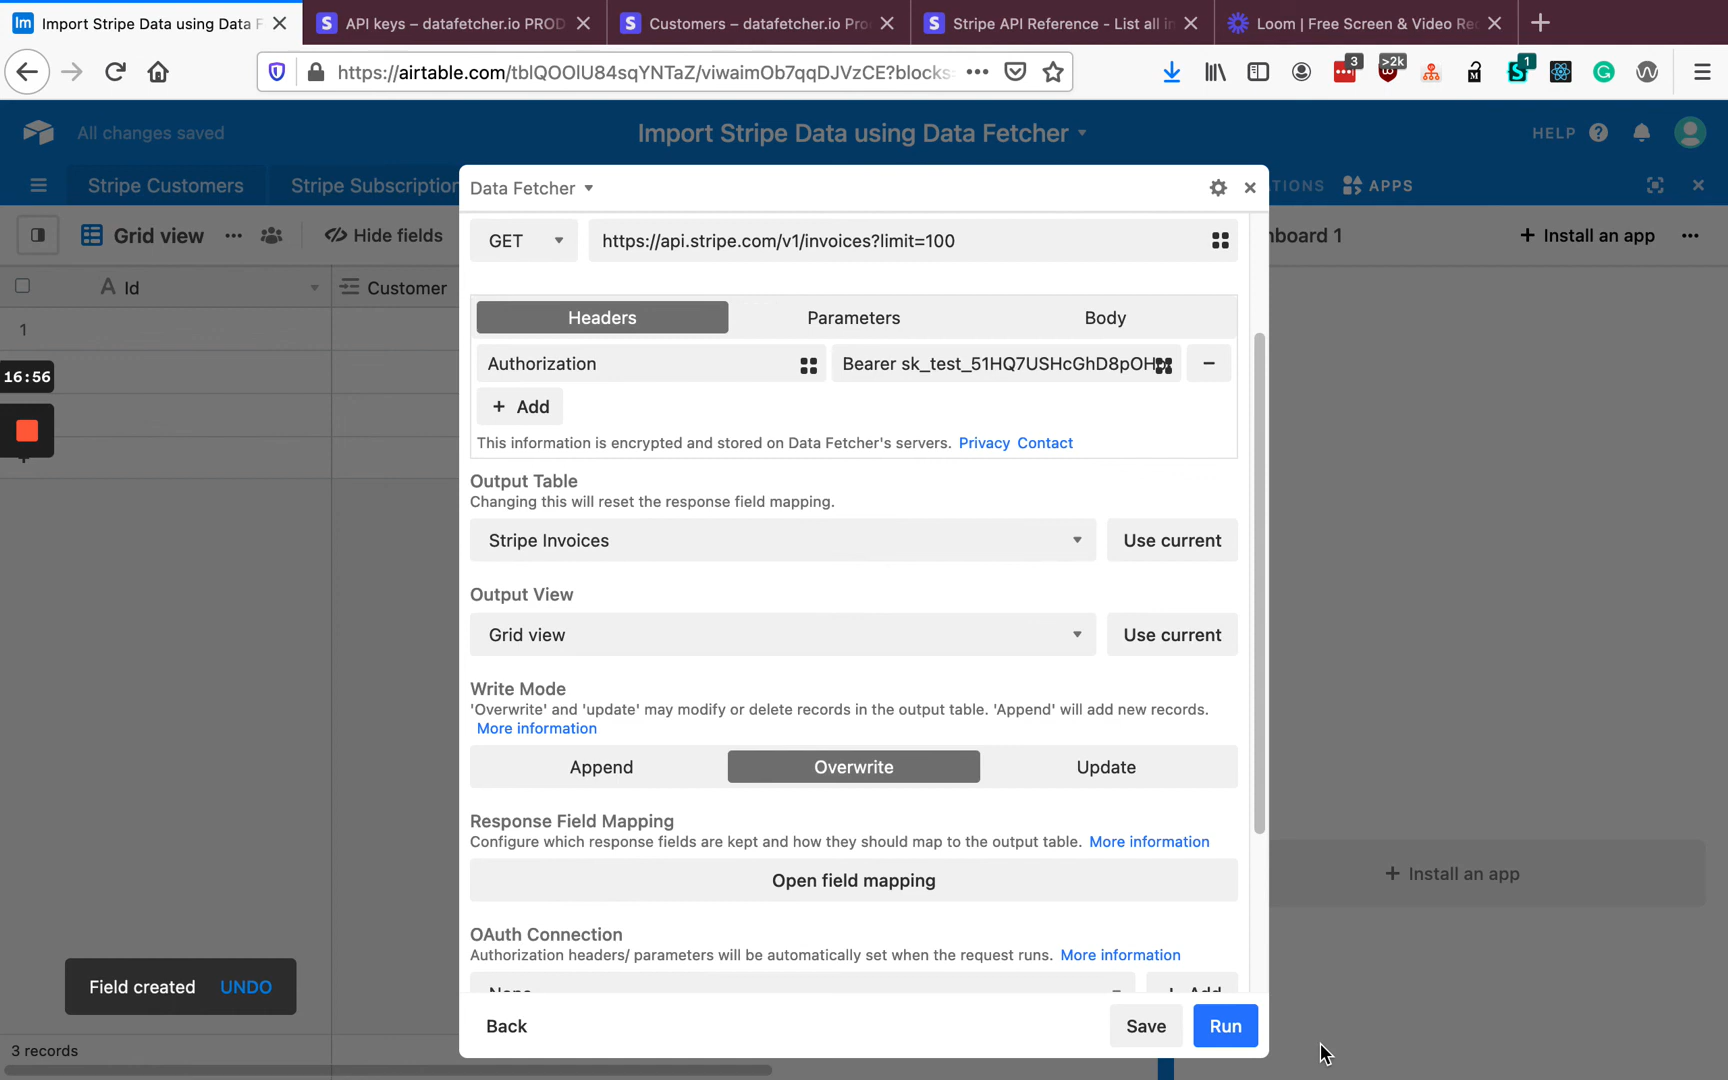 Import Stripe Data using Data F
API keys – datafetcher.io PROD
Customers – datafetcher.io Pro
Stripe API Reference - List all in
Loom | Free Screen & Video Re
https://airtable.com/tblQOOlU84sqYNTaZ/viwaimOb7qqDJVzCE?blocks
3
>2k
1
All changes saved
Import Stripe Data using Data Fetcher
HELP
Stripe Customers
Stripe Subscription
Data Fetcher
TIONS
APPS
Grid view
Hide fields
GET
https://api.stripe.com/v1/invoices?limit=100
board 1
+ Install an app
Id
Customer
Headers
Parameters
Body
1
16:56
Authorization
Bearer sk_test_51HQ7USHcGhD8pOH
+ Add
This information is encrypted and stored on Data Fetcher's servers. Privacy Contact
Output Table
Changing this will reset the response field mapping.
Stripe Invoices
Use current
Output View
Grid view
Use current
Write Mode
'Overwrite' and 'update' may modify or delete records in the output table. 'Append' will add new records.
More information
Append
Overwrite
Update
Response Field Mapping
Configure which response fields are kept and how they should map to the output table. More information
Open field mapping
+ Install an app
OAuth Connection
Authorization headers/ parameters will be automatically set when the request runs. More information
None
+ Add
Field created
UNDO
Back
Save
Run
3 records